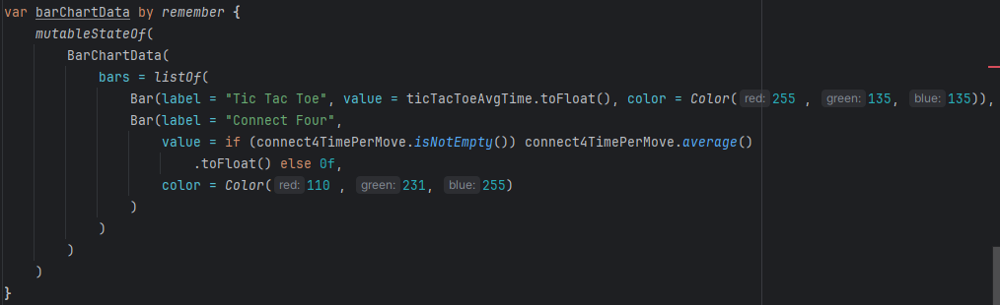 var barChartData by remember {
    mutableStateOf(
        BarChartData(
            bars = listOf(
                Bar(label = "Tic Tac Toe", value = ticTacToeAvgTime.toFloat(), color = Color( red: 255 , green: 135, blue: 135)),
                Bar(label = "Connect Four",
                    value = if (connect4TimePerMove.isNotEmpty()) connect4TimePerMove.average()
                        .toFloat() else 0f,
                    color = Color( red: 110 , green: 231, blue: 255)
                )
            )
        )
    )
}